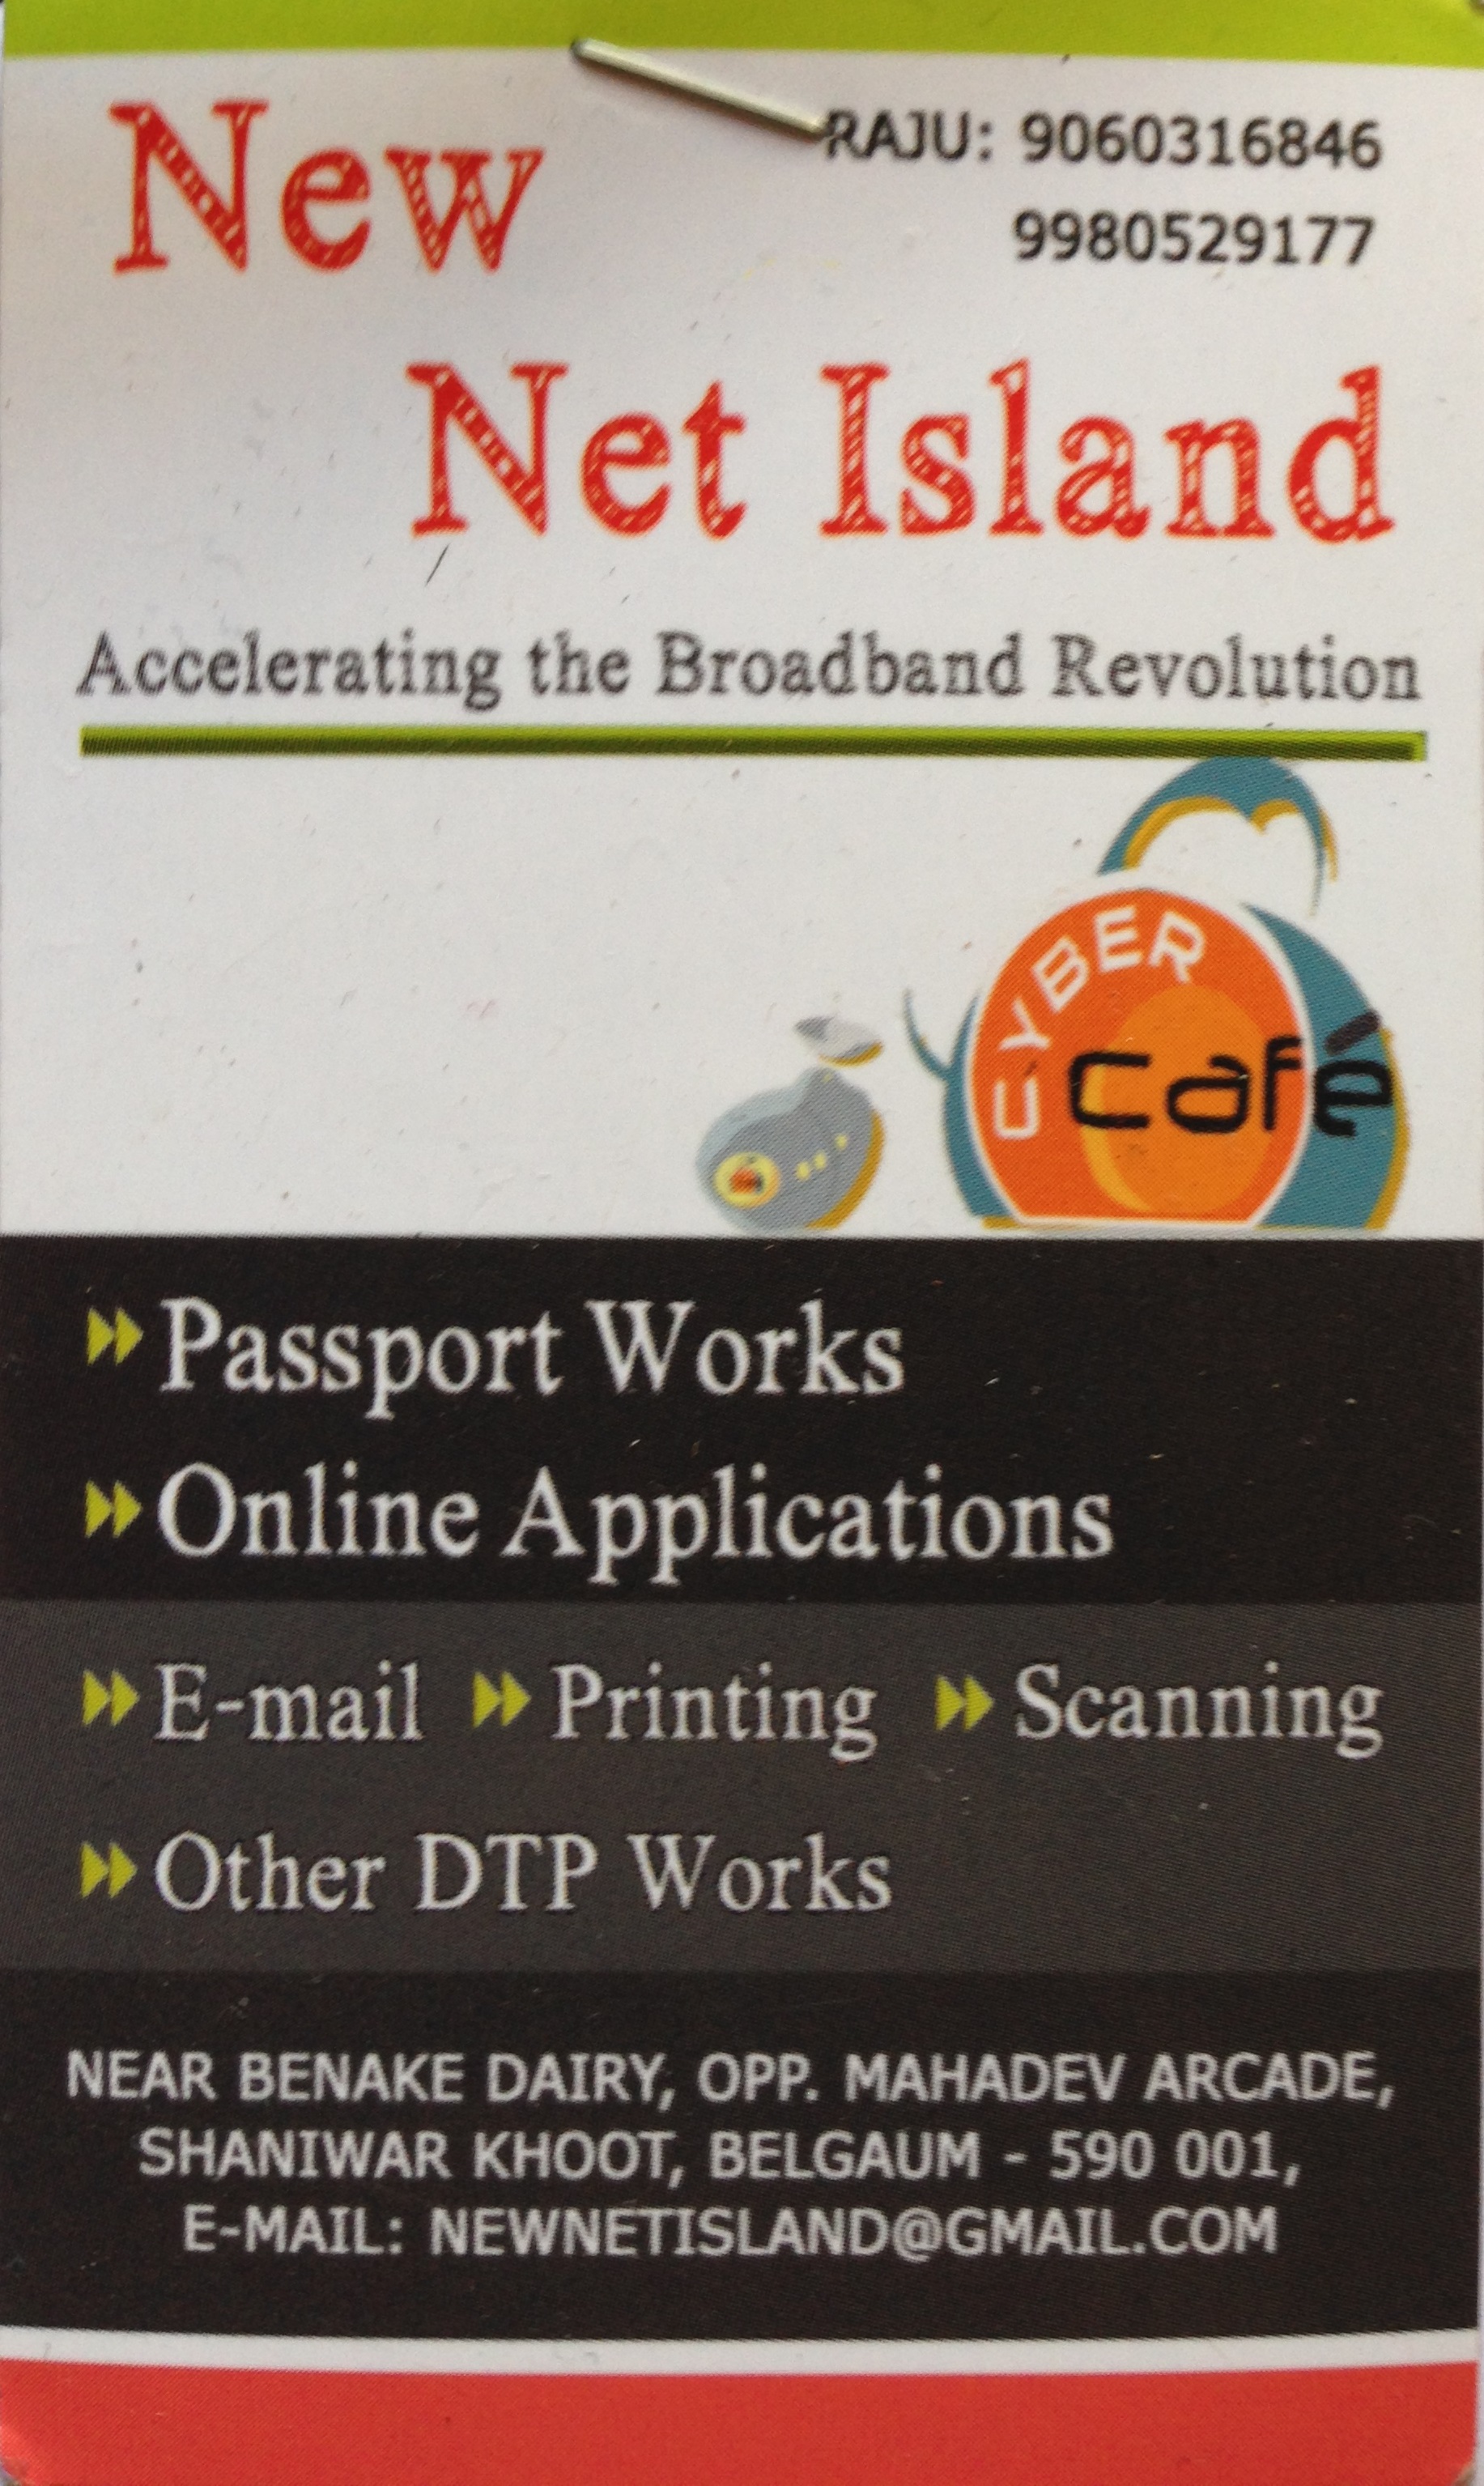 New
RAJU: 9060316846
9980529177
Net Island
Accelerating the Broadband Revolution
CYBER
café
Passport Works
Online Applications
E-mail Printing Scanning
Other DTP Works
NEAR BENAKE DAIRY, OPP. MAHADEV ARCADE,
SHANIWAR KHOOT, BELGAUM - 590 001,
E-MAIL: NEWNETISLAND@GMAIL.COM